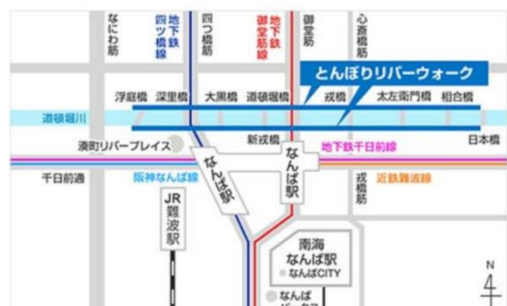 なにわ筋
地下鉄
四つ橋線
四つ橋筋
地下鉄
御堂筋線
御堂筋
心斎橋筋
とんぼりリバーウォーク
浮庭橋
深里橋
大黒橋
道頓堀橋
戎橋
太左衛門橋
相合橋
道頓堀川
湊町リバープレイス
新戎橋
日本橋
なんば駅
なんば駅
地下鉄千日前線
千日前通
阪神なんば線
戎橋筋
近鉄難波線
JR
難波駅
南海
なんば駅
なんばCITY
なんば
N